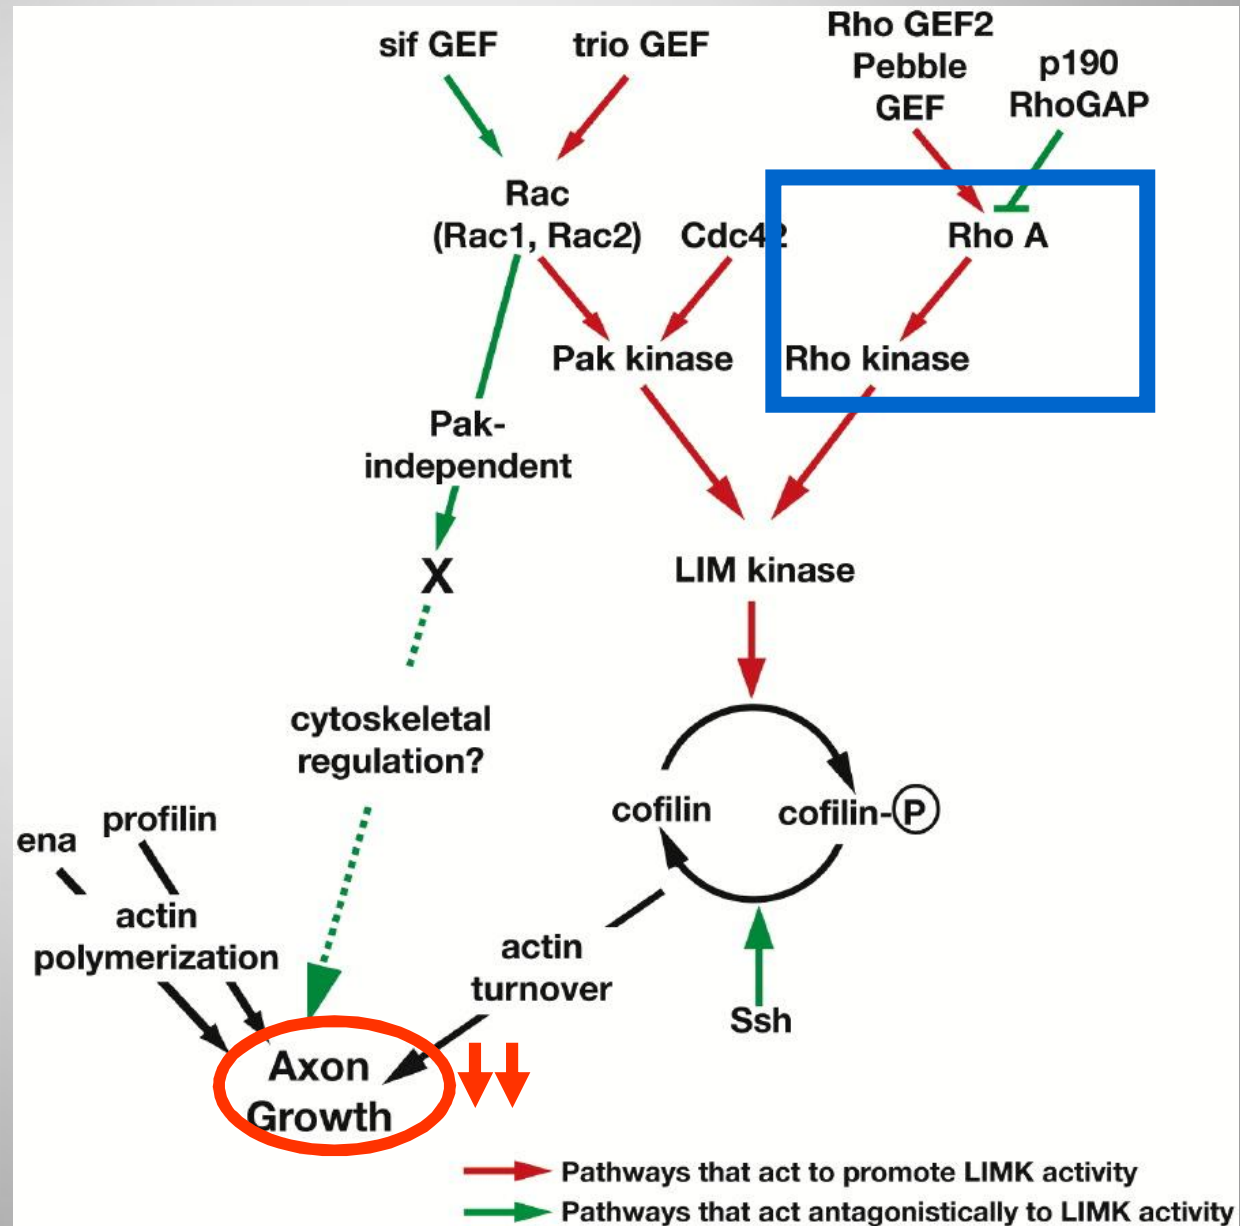 sif GEF
trio GEF
Rho GEF2
Pebble
GEF
p190
RhoGAP
Rac
(Rac1, Rac2)
Cdc42
Rho A
Pak kinase
Rho kinase
Pak-
independent
X
LIM kinase
cytoskeletal
regulation?
cofilin
cofilin-P
ena
profilin
actin
polymerization
actin
turnover
Ssh
Axon
Growth
Pathways that act to promote LIMK activity
Pathways that act antagonistically to LIMK activity